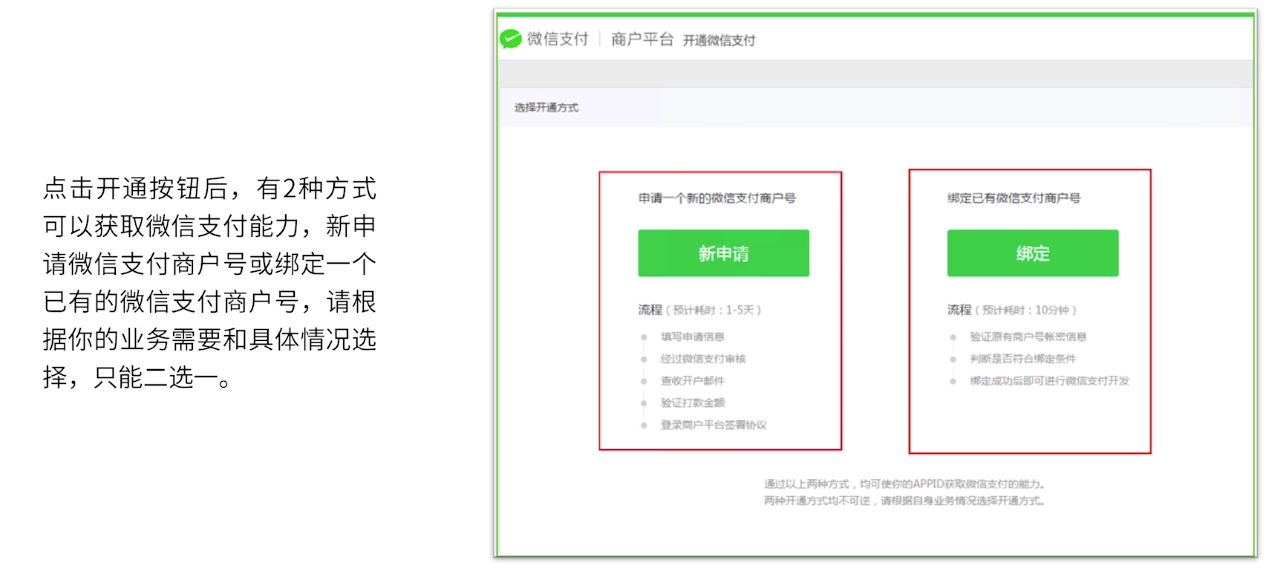 点击开通按钮后，有2种方式
可以获取微信支付能力，新申
请微信支付商户号或绑定一个
已有的微信支付商户号，请根
据你的业务需要和具体情况选
择，只能二选一。
微信支付 商户平台 开通微信支付
选择开通方式
申请一个新的微信支付商户号
新申请
流程（预计耗时：1-5天）
填写申请信息
经过微信支付审核
查收开户邮件
验证打款金额
登录商户平台签署协议
绑定已有微信支付商户号
绑定
流程（预计耗时：10分钟）
验证原有商户号帐密信息
判断是否符合绑定条件
绑定成功后即可进行微信支付开发
通过以上两种方式，均可使你的APPID获取微信支付的能力。
两种开通方式均不可逆，请根据自身业务情况选择开通方式。